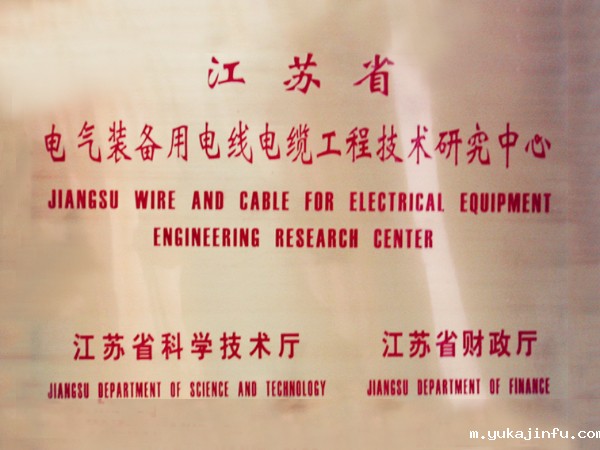 江苏省
电气装备用电线电缆工程技术研究中心
JIANGSU WIRE AND CABLE FOR ELECTRICAL EQUIPMENT
ENGINEERING RESEARCH CENTER
江苏省科学技术厅 江苏省财政厅
JIANGSU DEPARTMENT OF SCIENCE AND TECHNOLOGY JIANGSU DEPARTMENT OF FINANCE
m.yukajinfu.com